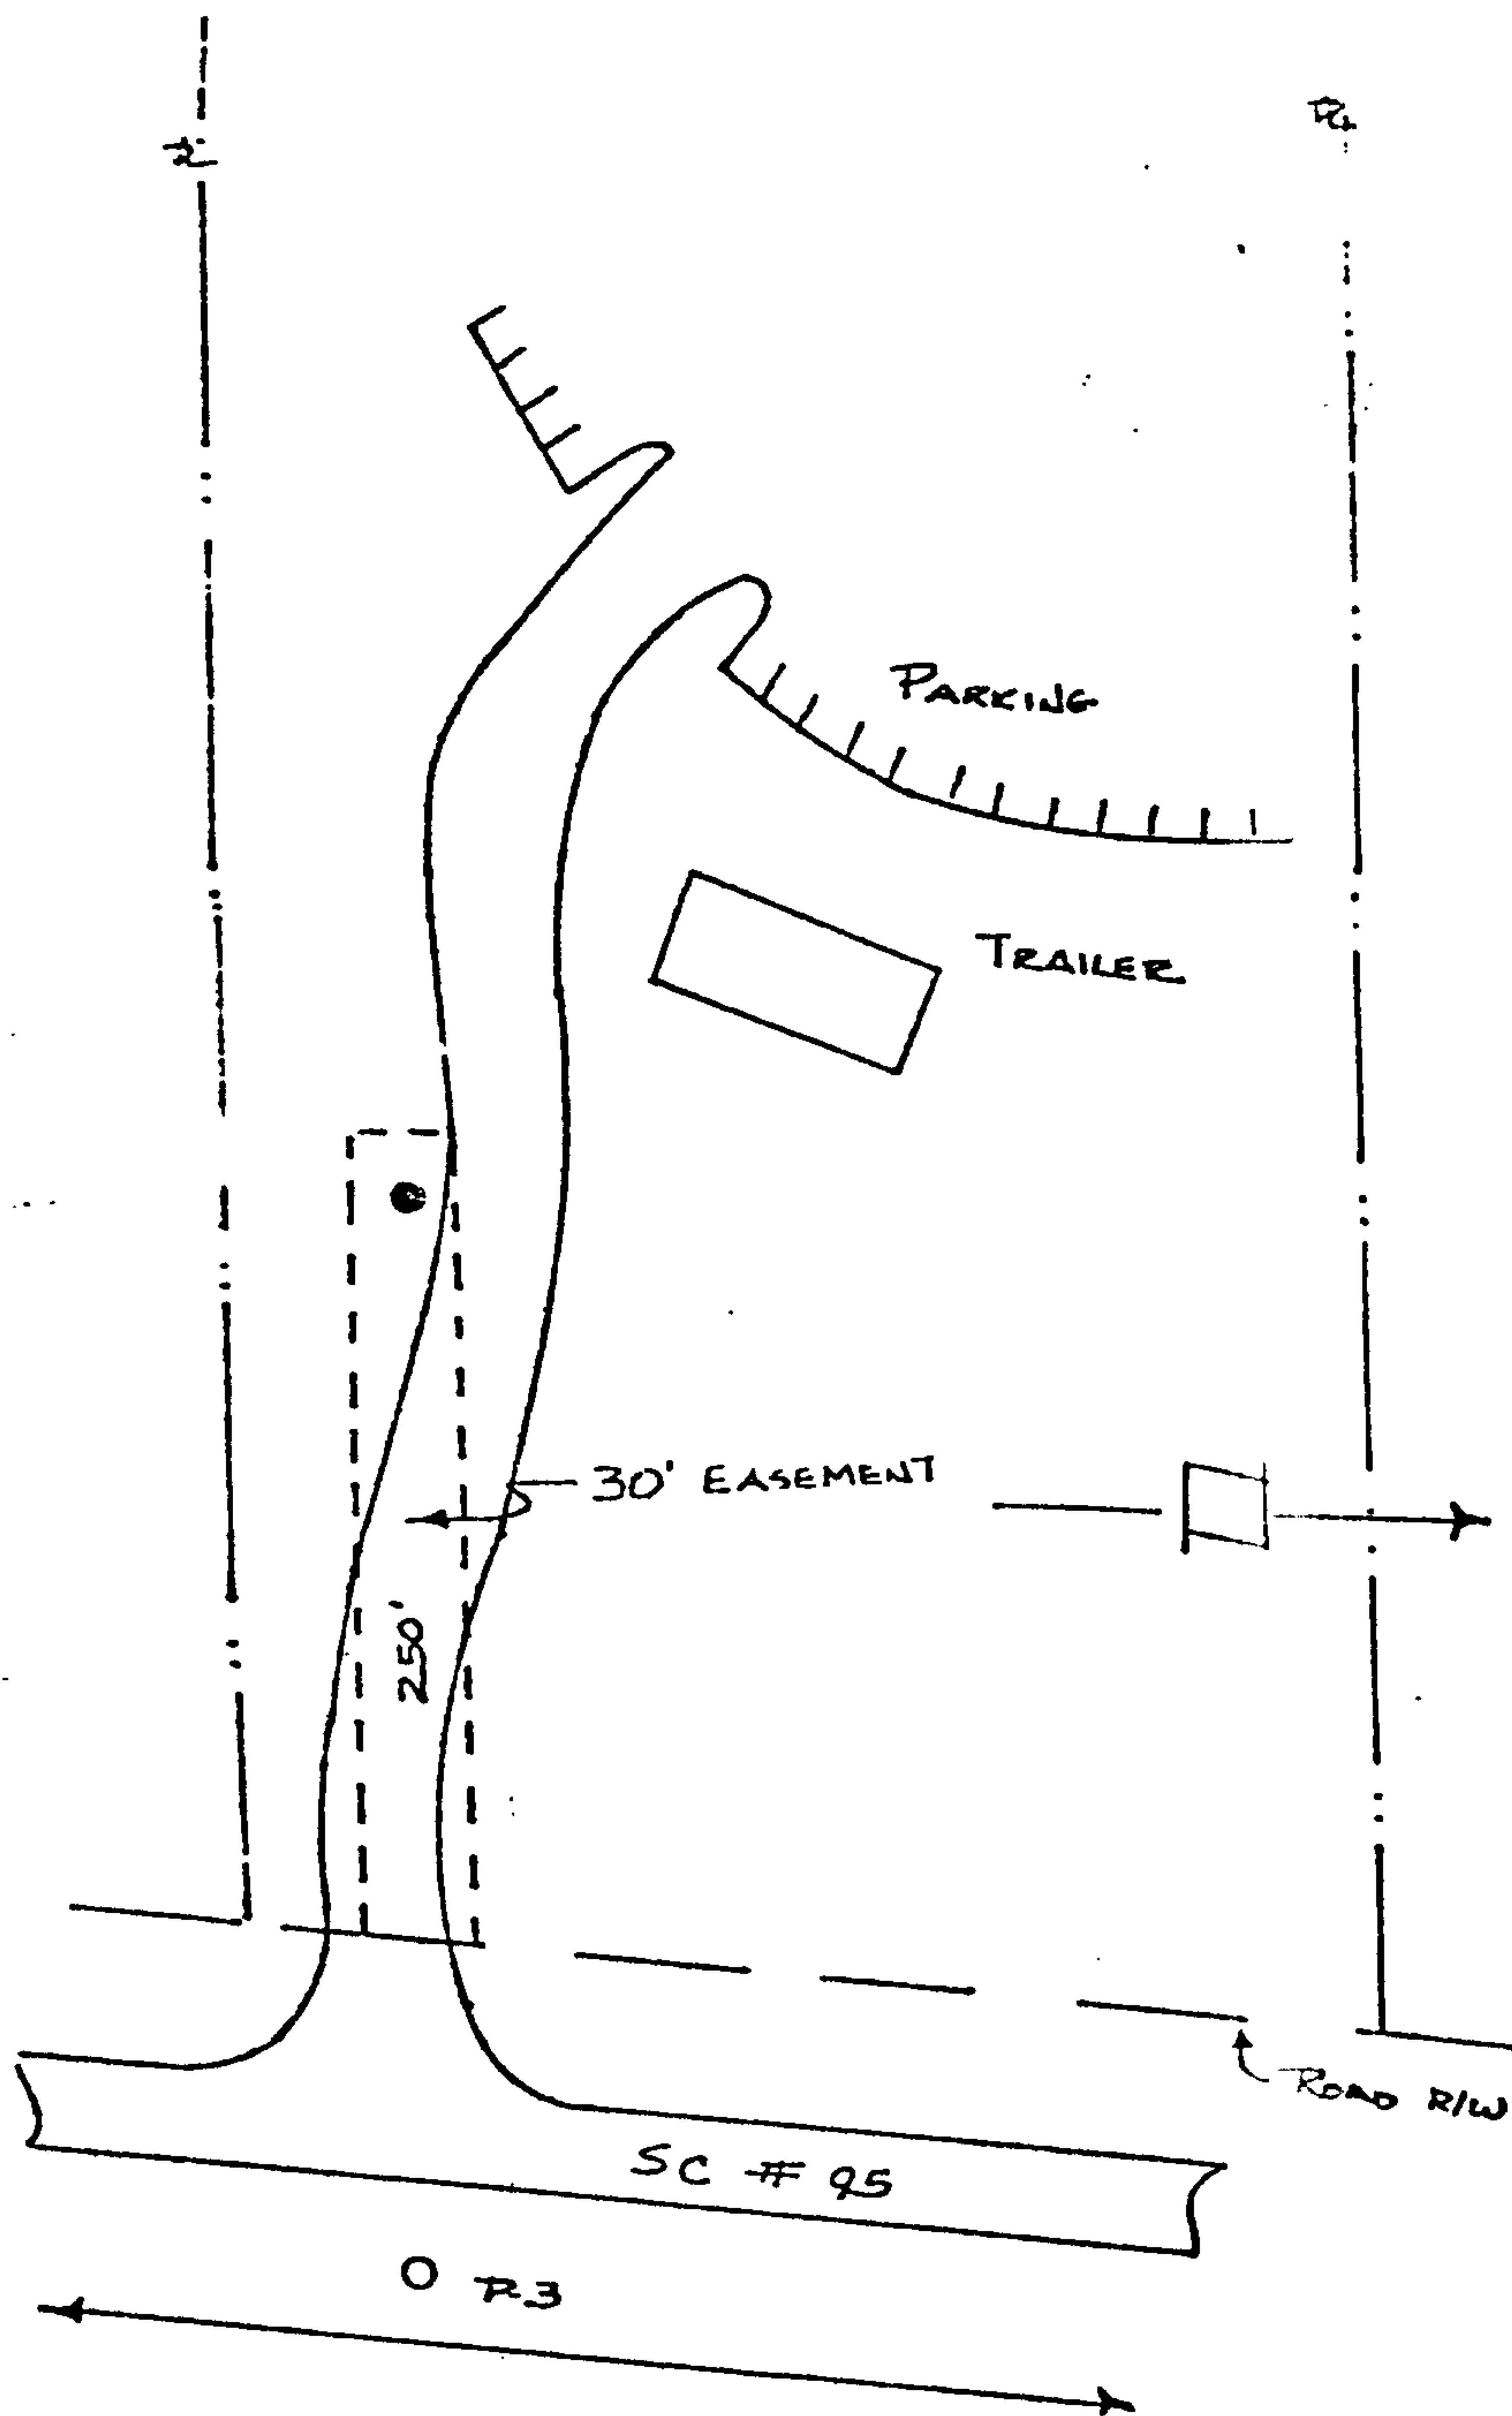 PARKING
TRAILER
30' EASEMENT
250'
ROAD R/W
SC # 95
R3